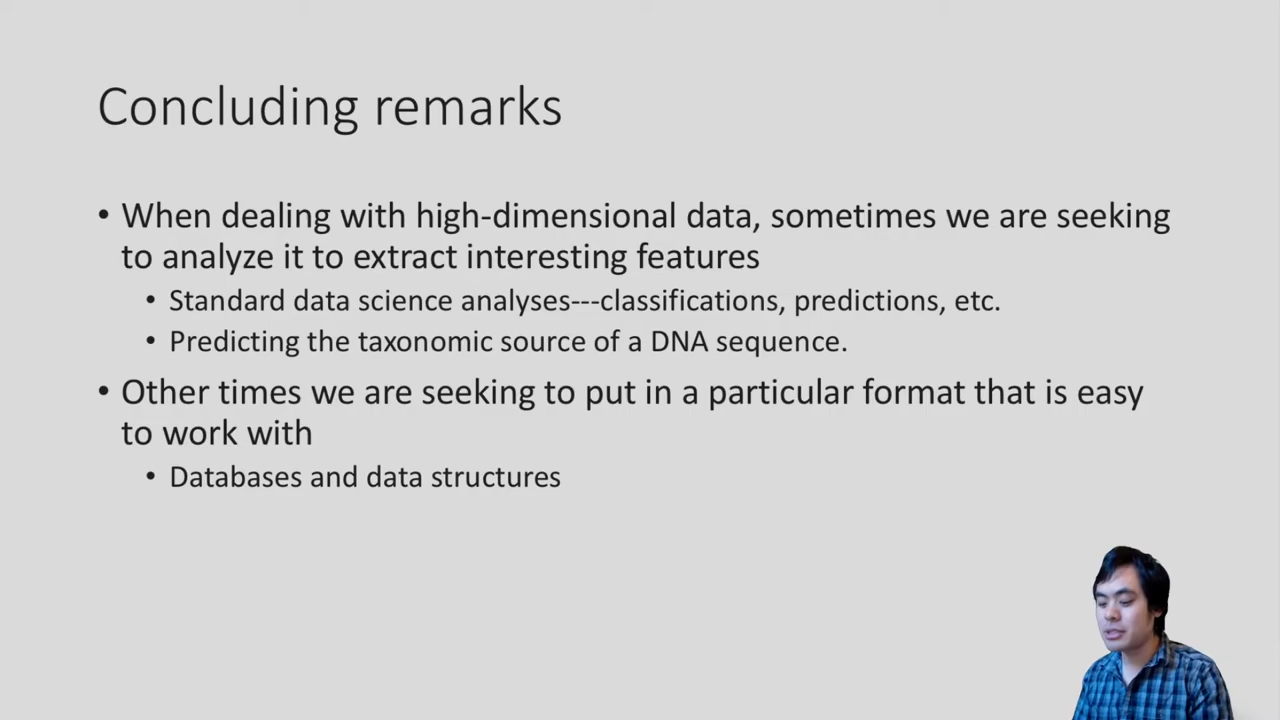 Concluding remarks
• When dealing with high-dimensional data, sometimes we are seeking
to analyze it to extract interesting features
• Standard data science analyses---classifications, predictions, etc.
• Predicting the taxonomic source of a DNA sequence.
• Other times we are seeking to put in a particular format that is easy
to work with
• Databases and data structures